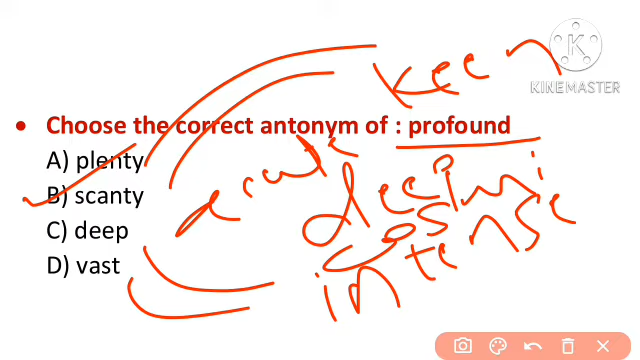 keen
KINEMASTER
Choose the correct antonym of : profound
A) plenty
B) scanty
C) deep
D) vast
acute
deep
intense